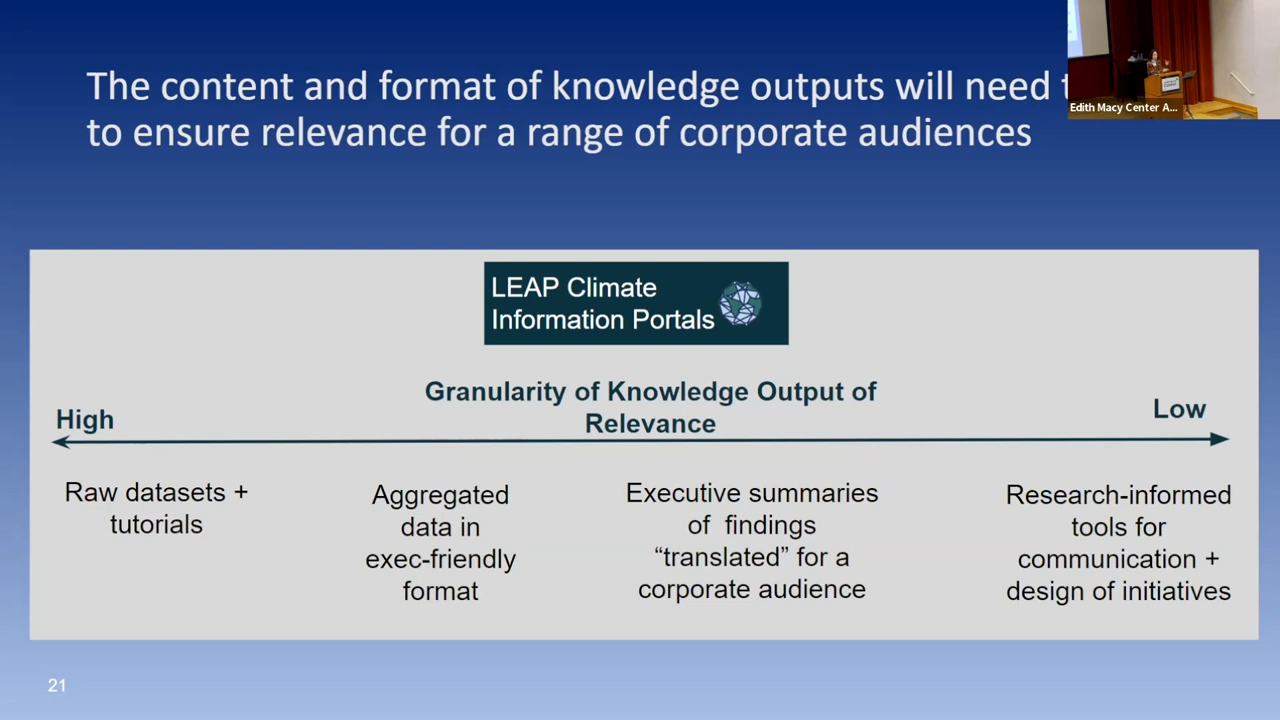 The content and format of knowledge outputs will need
to ensure relevance for a range of corporate audiences
Edith Macy Center A...
LEAP Climate
Information Portals
Granularity of Knowledge Output of
Relevance
High
Low
Raw datasets +
tutorials
Aggregated
data in
exec-friendly
format
Executive summaries
of findings
“translated” for a
corporate audience
Research-informed
tools for
communication +
design of initiatives
21